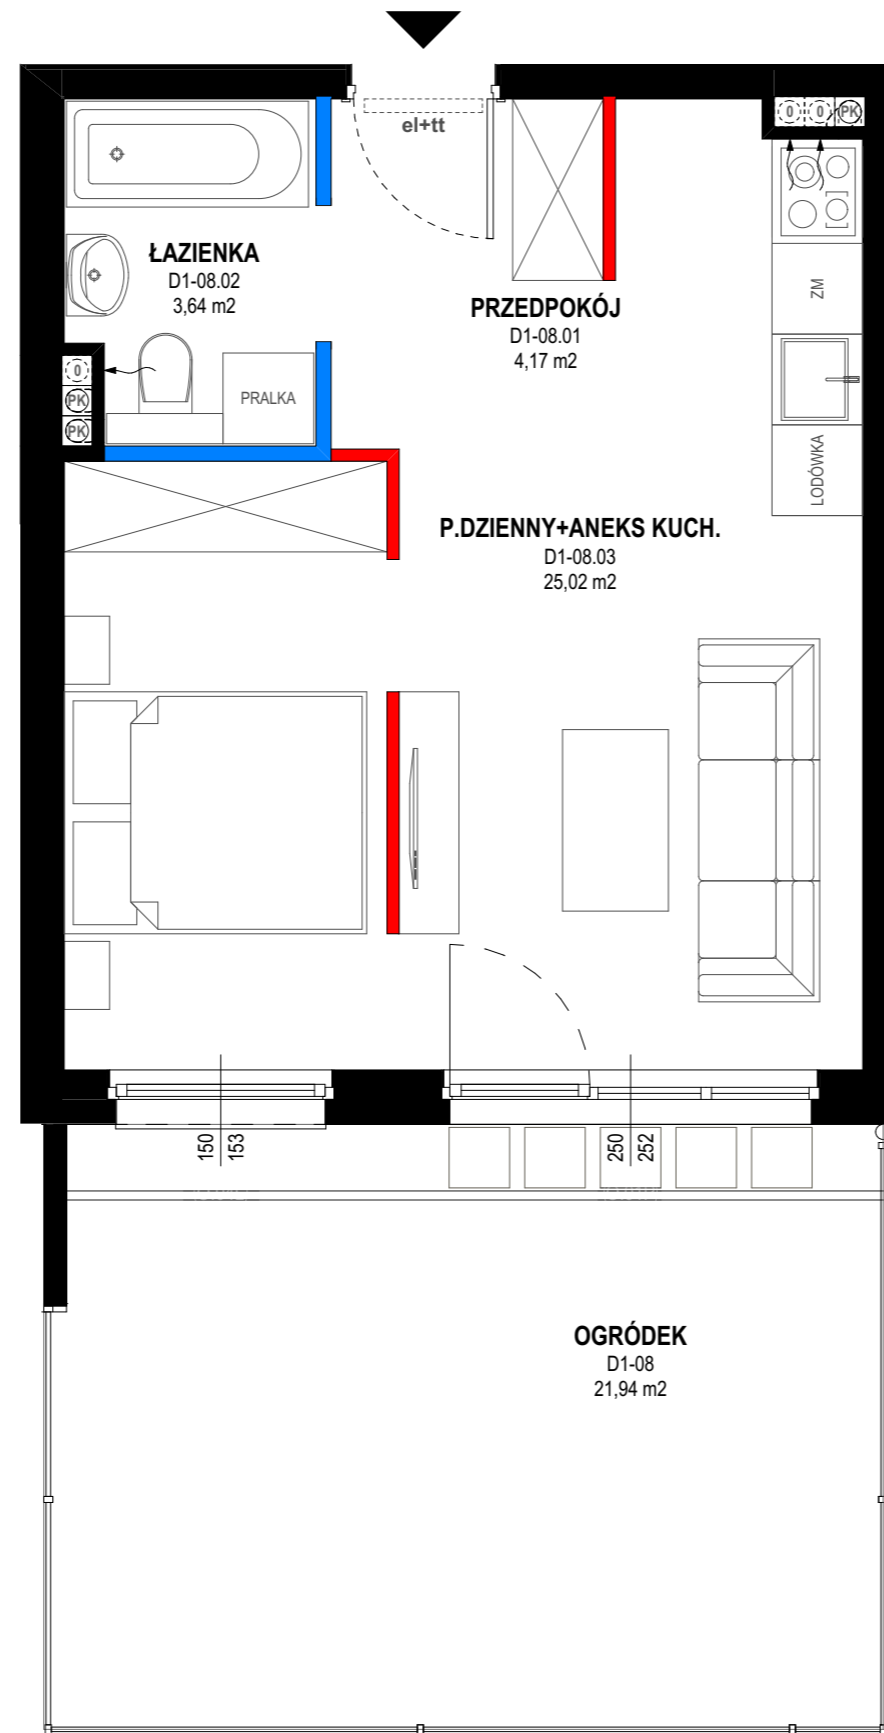 el+tt
0 0 PK
ŁAZIENKA
D1-08.02
3,64 m2
ZM
PRZEDPOKÓJ
D1-08.01
4,17 m2
0
PK
PK
PRALKA
LODÓWKA
P.DZIENNY+ANEKS KUCH.
D1-08.03
25,02 m2
150
153
250
252
OGRÓDEK
D1-08
21,94 m2